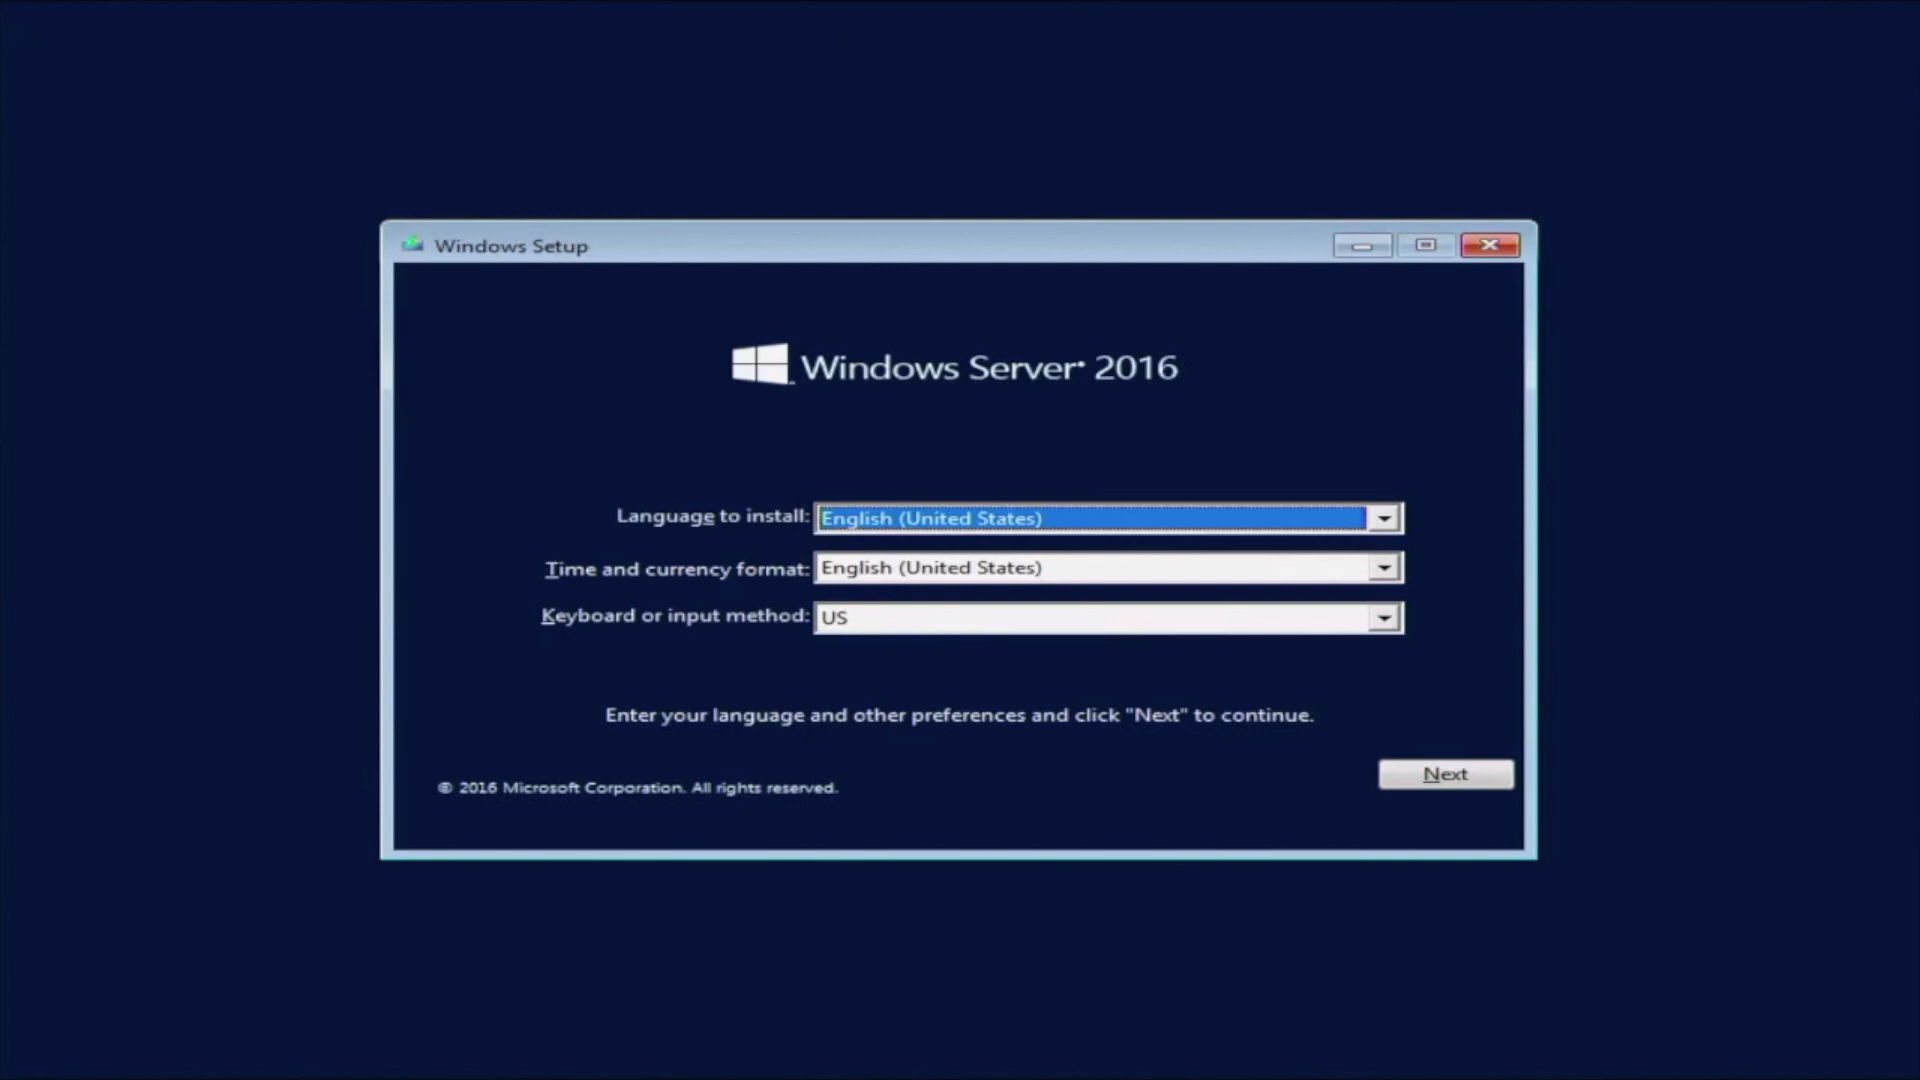 Windows Setup
Windows Server 2016
Language to install: English (United States)
Time and currency format: English (United States)
Keyboard or input method: US
Enter your language and other preferences and click "Next" to continue.
Next
© 2016 Microsoft Corporation. All rights reserved.